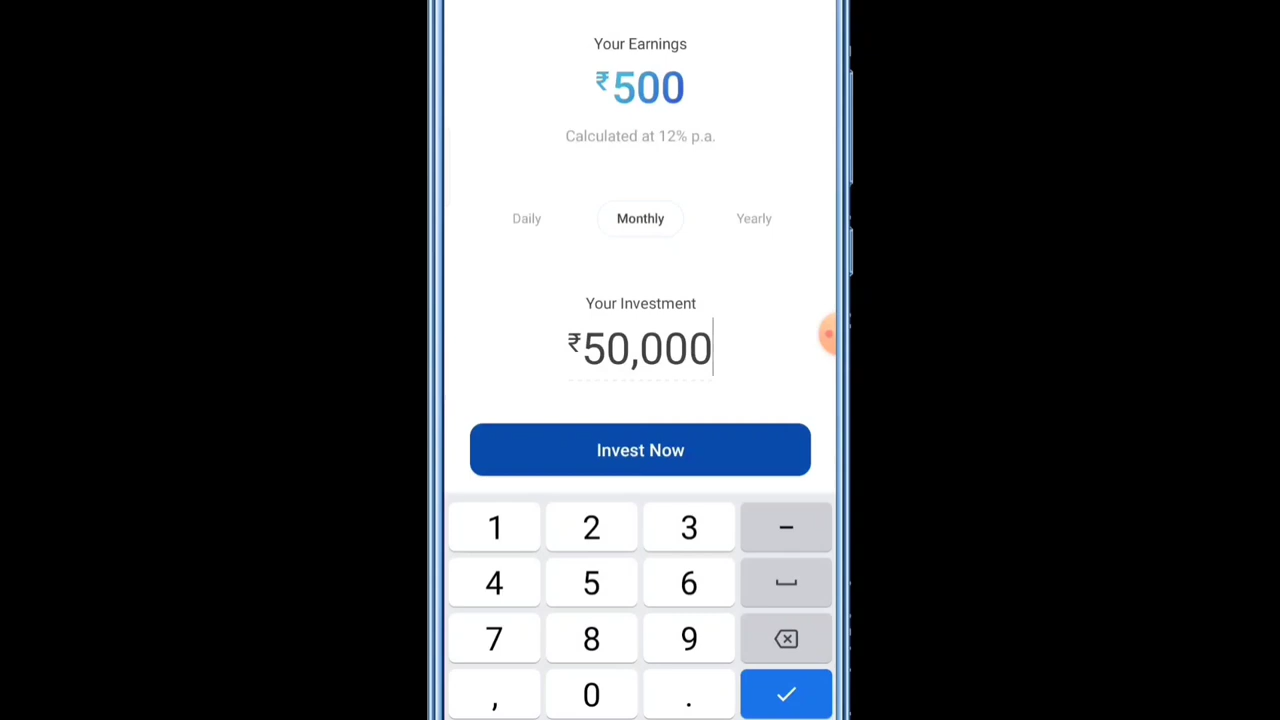 Your Earnings
₹500
Calculated at 12% p.a.
Daily Monthly Yearly
Your Investment
₹50,000
Invest Now
1 2 3 –
4 5 6
7 8 9
, 0 .